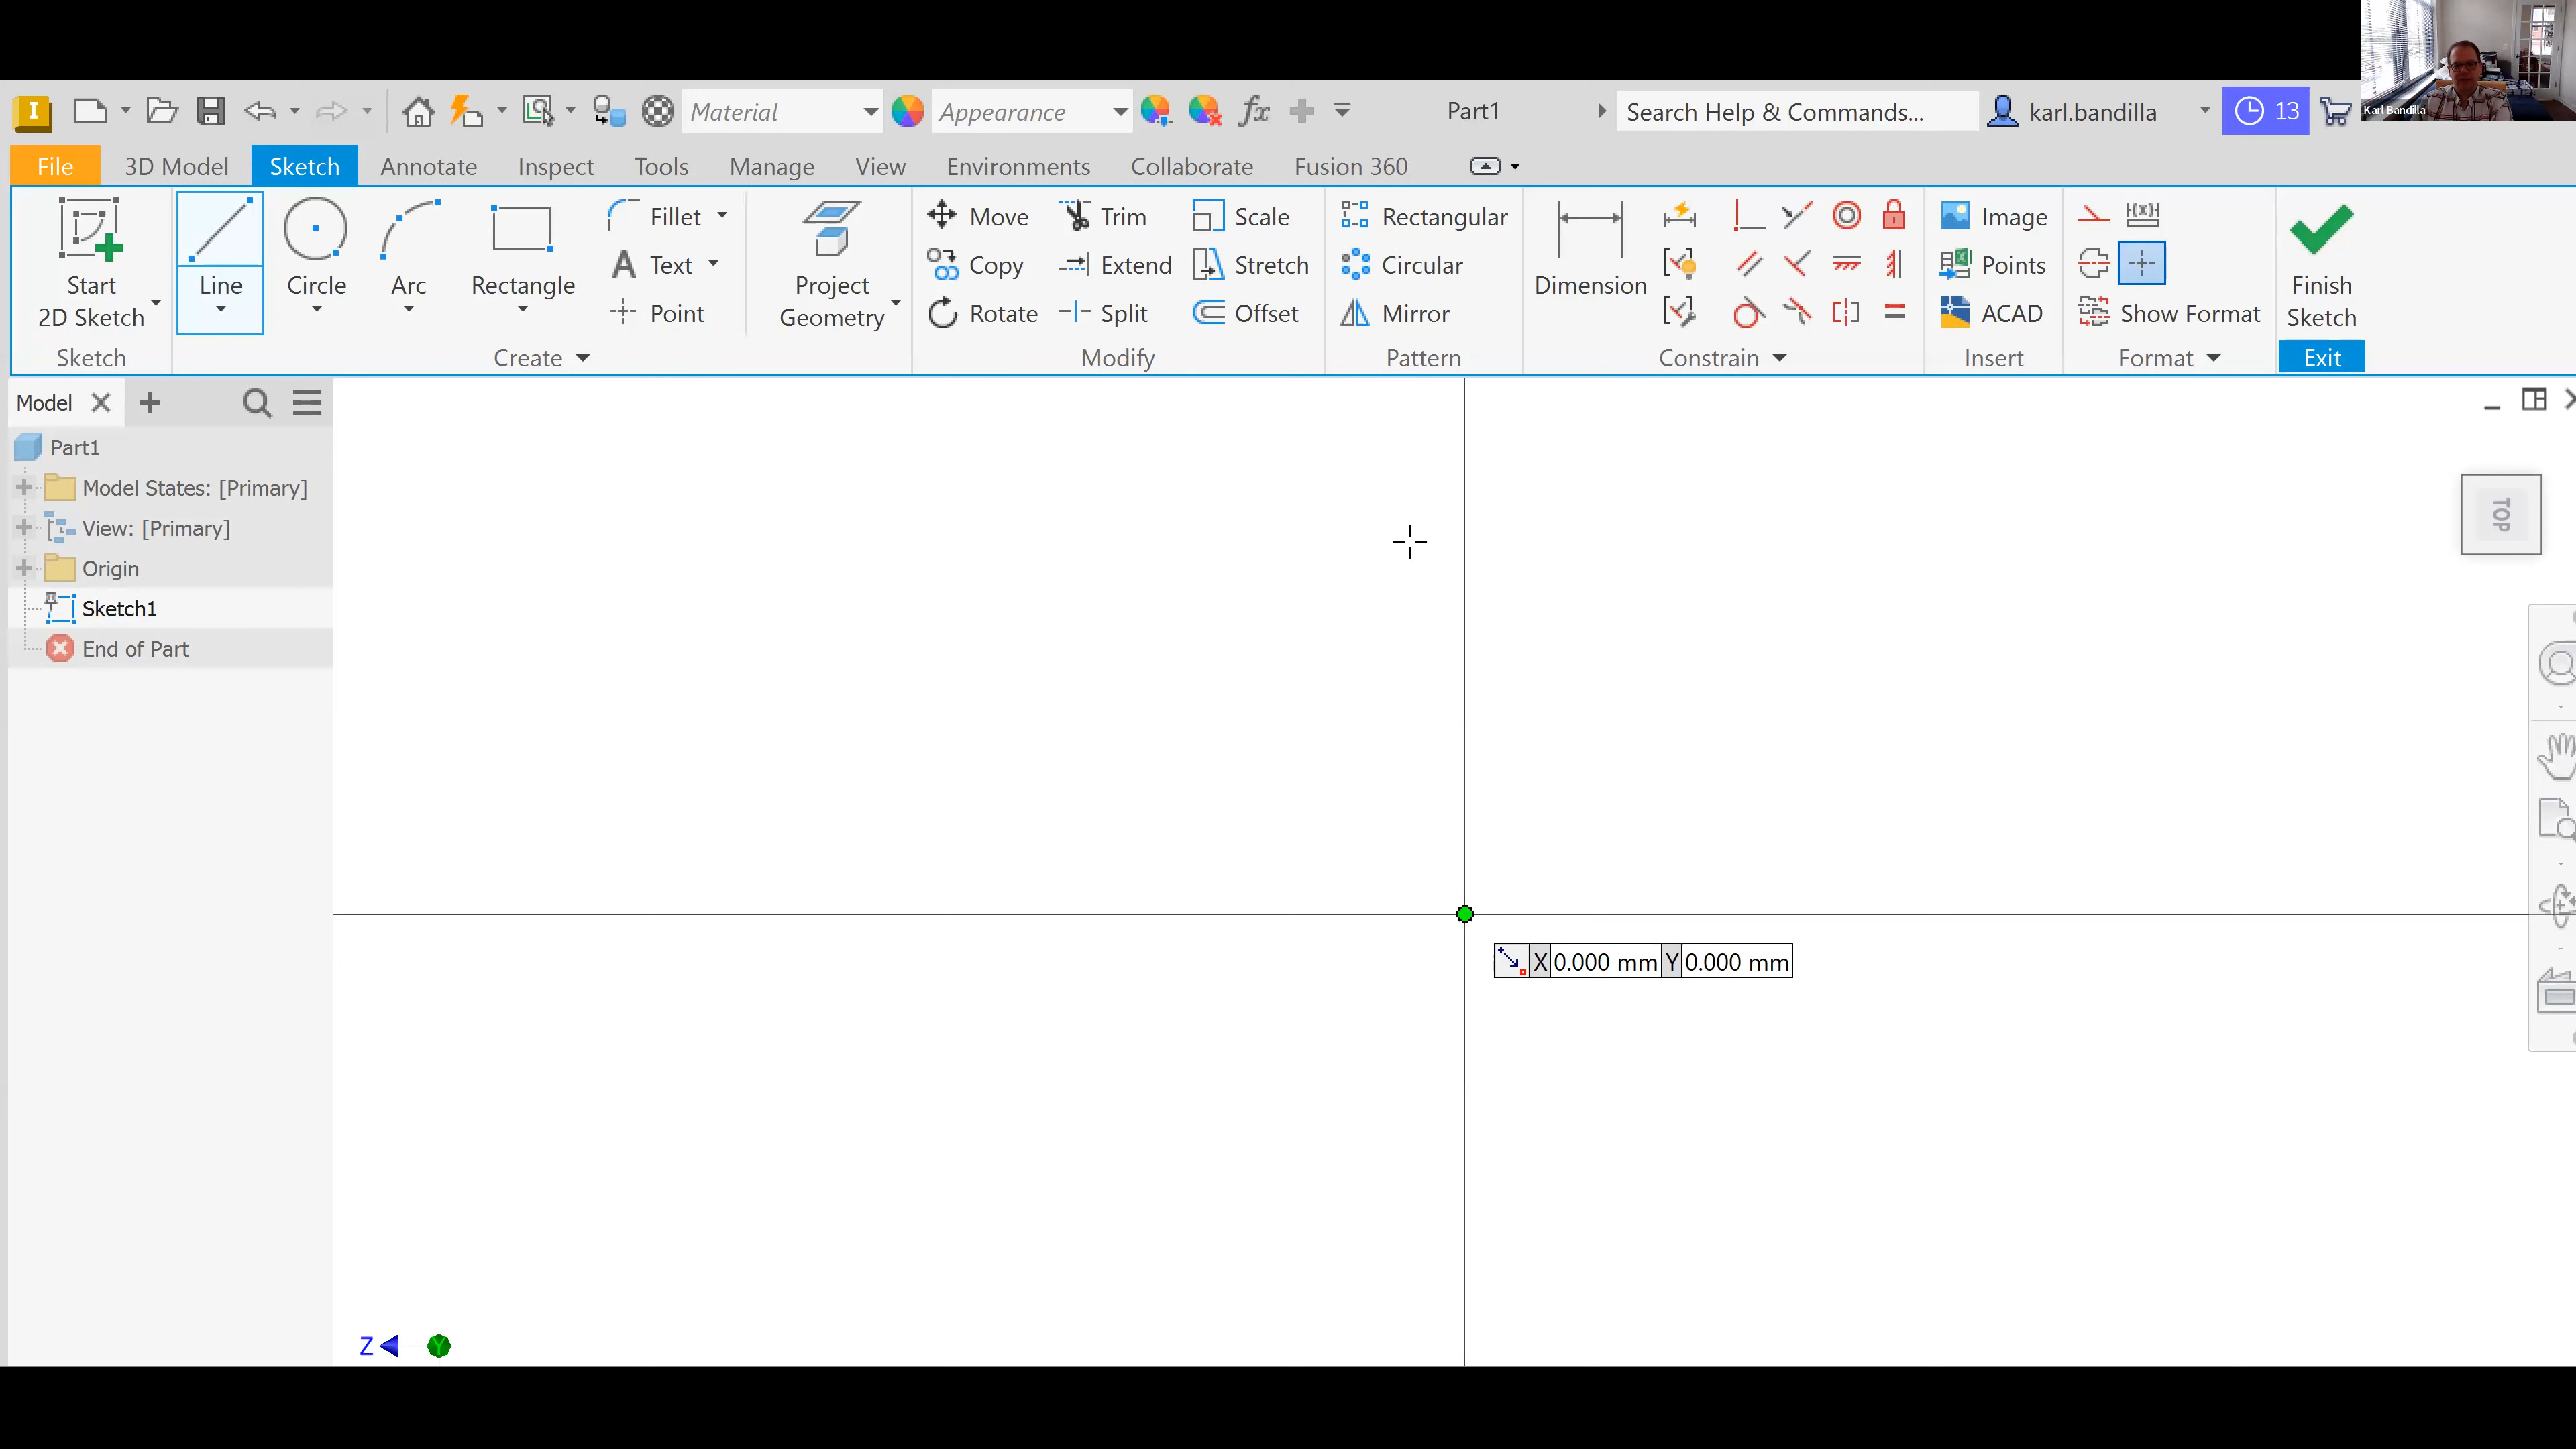 Karl Bandilla
I
Material
Appearance
fx
Part1
Search Help & Commands...
karl.bandilla
13
File
3D Model
Sketch
Annotate
Inspect
Tools
Manage
View
Environments
Collaborate
Fusion 360
Start
2D Sketch
Line
Circle
Arc
Rectangle
Fillet
A Text
Point
Project
Geometry
Move
Copy
Rotate
Trim
Extend
Split
Scale
Stretch
Offset
Rectangular
Circular
Mirror
Dimension
Image
Points
ACAD
Show Format
Finish
Sketch
Sketch
Create
Modify
Pattern
Constrain
Insert
Format
Exit
Model
Part1
Model States: [Primary]
View: [Primary]
Origin
Sketch1
End of Part
TOP
X 0.000 mm Y 0.000 mm
Z
Y